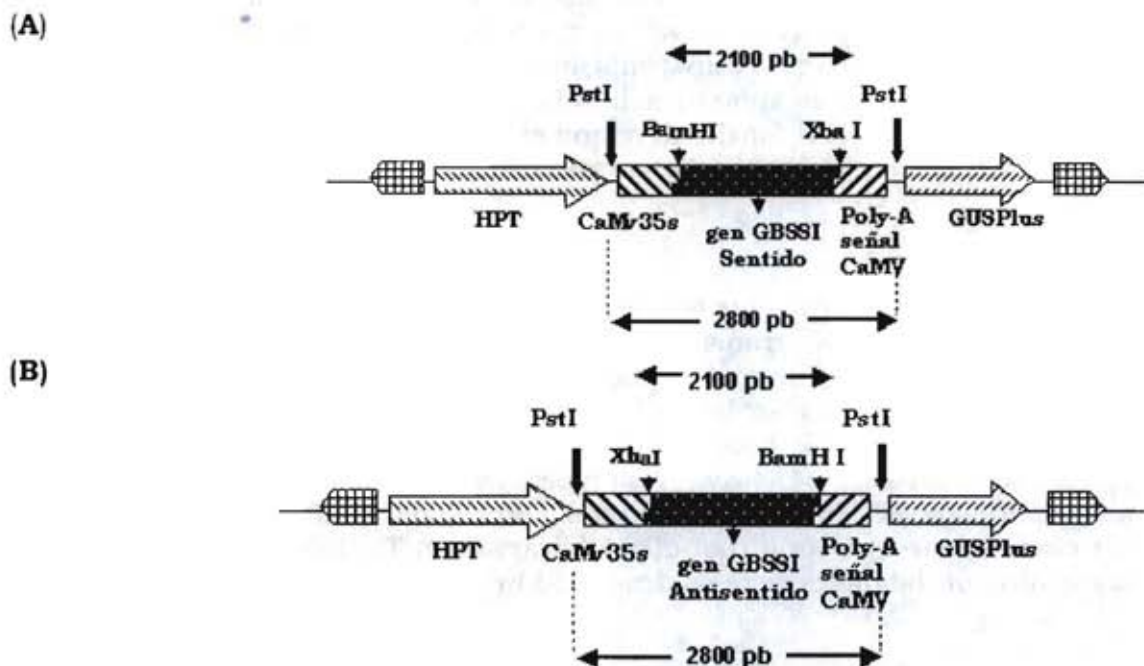 (A)
2100 pb
PstI
PstI
BamHI
Xba I
HPT
CaMv35s
gen GBSSI
Sentido
Poly-A
señal
CaMV
GUSPlus
2800 pb
(B)
2100 pb
PstI
PstI
XbaI
BamH I
HPT
CaMv35s
gen GBSSI
Antisentido
Poly-A
señal
CaMV
GUSPlus
2800 pb